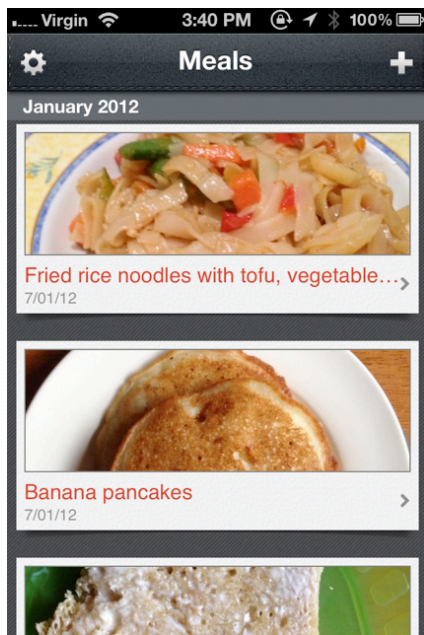 Virgin 3:40 PM 100%
Meals
January 2012
Fried rice noodles with tofu, vegetable...
7/01/12
Banana pancakes
7/01/12